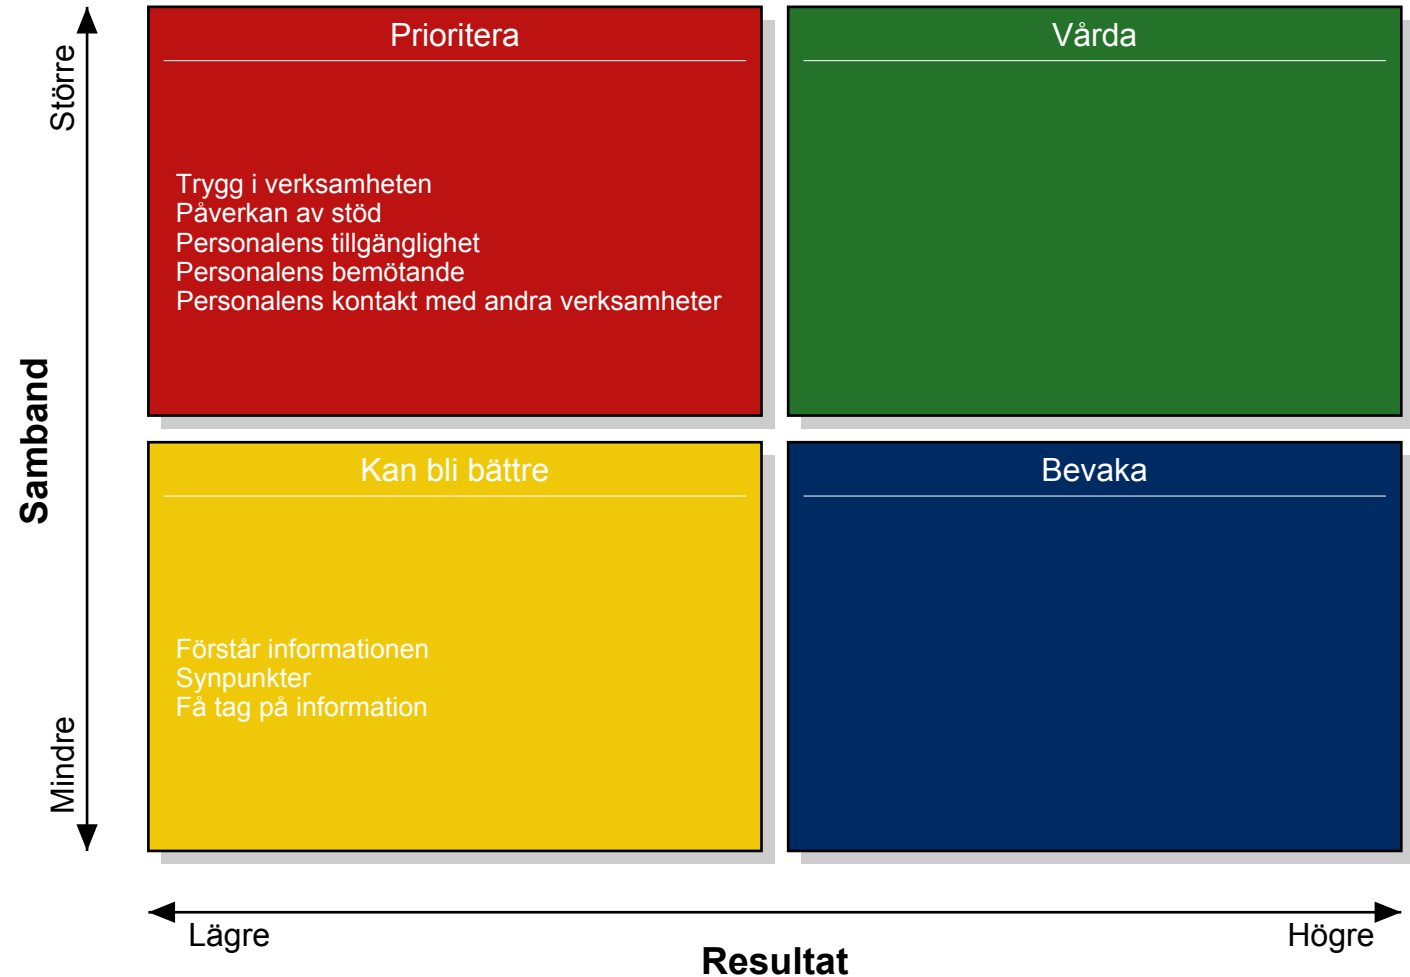 Samband
Större
Mindre
Prioritera
Trygg i verksamheten
Påverkan av stöd
Personalens tillgänglighet
Personalens bemötande
Personalens kontakt med andra verksamheter
Vårda
Kan bli bättre
Förstår informationen
Synpunkter
Få tag på information
Bevaka
Lägre
Högre
Resultat